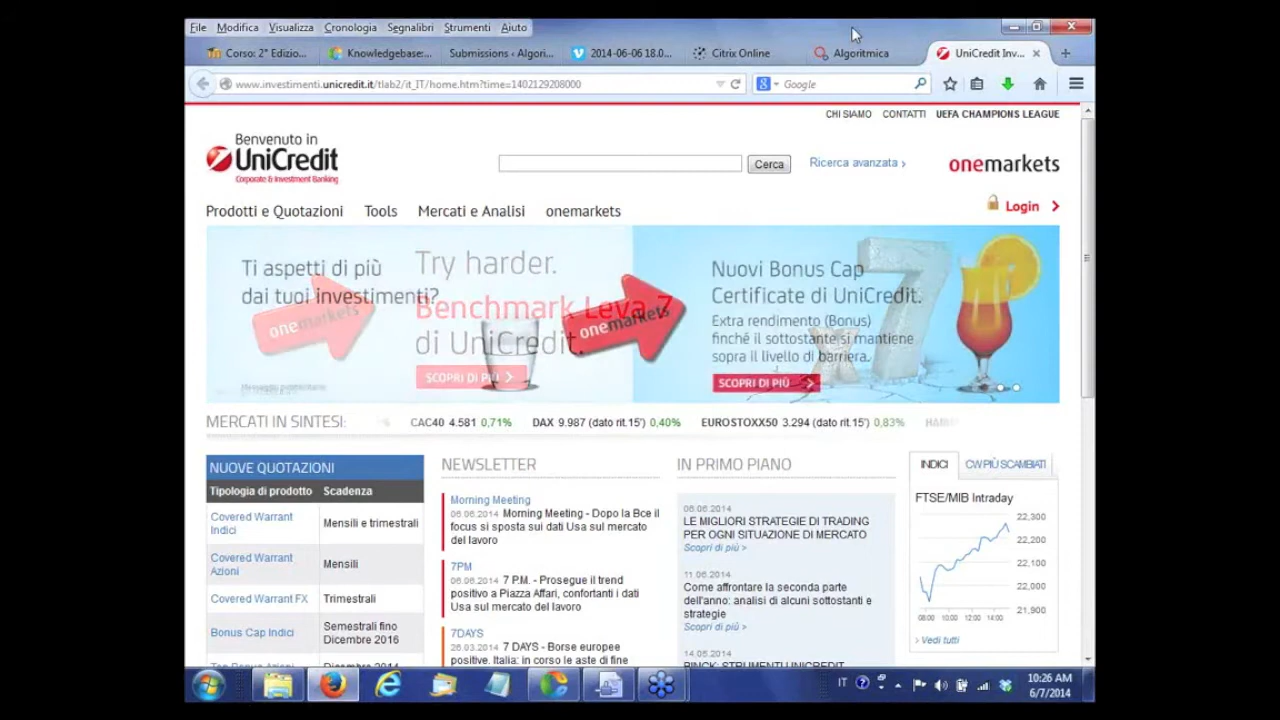 File Modifica Visualizza Cronologia Segnalibri Strumenti Aiuto
Corso: 2° Edizio... Knowledgebase:... Submissions ‹ Algori... 2014-06-06 18.0... Citrix Online Algoritmica UniCredit Inv...
www.investimenti.unicredit.it/tlab2/it_IT/home.htm?time=1402129208000 Google
CHI SIAMO CONTATTI UEFA CHAMPIONS LEAGUE
Benvenuto in
UniCredit
Corporate & Investment Banking
Cerca Ricerca avanzata ›
onemarkets
Login
Prodotti e Quotazioni Tools Mercati e Analisi onemarkets
Ti aspetti di più
dai tuoi investimenti?
onemarkets
Messaggio pubblicitario
Try harder.
Benchmark Leva 7
di UniCredit.
SCOPRI DI PIÙ
onemarkets
Nuovi Bonus Cap
Certificate di UniCredit.
Extra rendimento (Bonus)
finché il sottostante si mantiene
sopra il livello di barriera.
SCOPRI DI PIÙ
x7
MERCATI IN SINTESI: CAC40 4.581 0,71% DAX 9.987 (dato rit.15') 0,40% EUROSTOXX50 3.294 (dato rit.15') 0,83%
NUOVE QUOTAZIONI
Tipologia di prodotto Scadenza
Covered Warrant
Indici
Mensili e trimestrali
Covered Warrant
Azioni
Mensili
Covered Warrant FX Trimestrali
Bonus Cap Indici
Semestrali fino
Dicembre 2016
Top Bonus Azioni Dicembre 2014
NEWSLETTER
Morning Meeting
06.06.2014 Morning Meeting - Dopo la Bce il
focus si sposta sui dati Usa sul mercato
del lavoro
7PM
06.06.2014 7 P.M. - Prosegue il trend
positivo a Piazza Affari, confortanti i dati
Usa sul mercato del lavoro
7DAYS
26.03.2014 7 DAYS - Borse europee
positive. Italia: in corso le aste di fine
IN PRIMO PIANO
06.06.2014
LE MIGLIORI STRATEGIE DI TRADING
PER OGNI SITUAZIONE DI MERCATO
Scopri di più >
11.06.2014
Come affrontare la seconda parte
dell'anno: analisi di alcuni sottostanti e
strategie
Scopri di più >
14.05.2014
BINCK: STRUMENTI UNICREDIT
INDICI CW PIÙ SCAMBIATI
FTSE/MIB Intraday
22,300
22,200
22,100
22,000
21,900
08:00 10:00 12:00 14:00
› Vedi tutti
IT
10:26 AM
6/7/2014